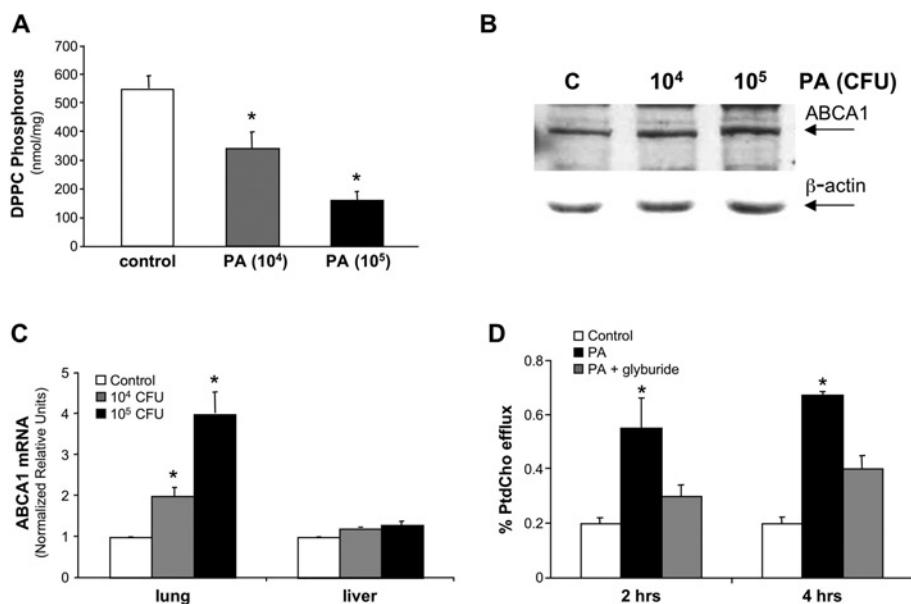 A
700
600
500
400
300
200
100
0
DPPC Phosphorus
(nmol/mg)
*
*
control PA (10⁴) PA (10⁵)
B
C 10⁴ 10⁵ PA (CFU)
ABCA1
β-actin
C
Control
10⁴ CFU
10⁵ CFU
5
4
3
2
1
0
ABCA1 mRNA
(Normalized Relative Units)
*
*
lung liver
D
Control
PA
PA + glyburide
0.8
0.6
0.4
0.2
0
% PtdCho efflux
*
*
2 hrs 4 hrs